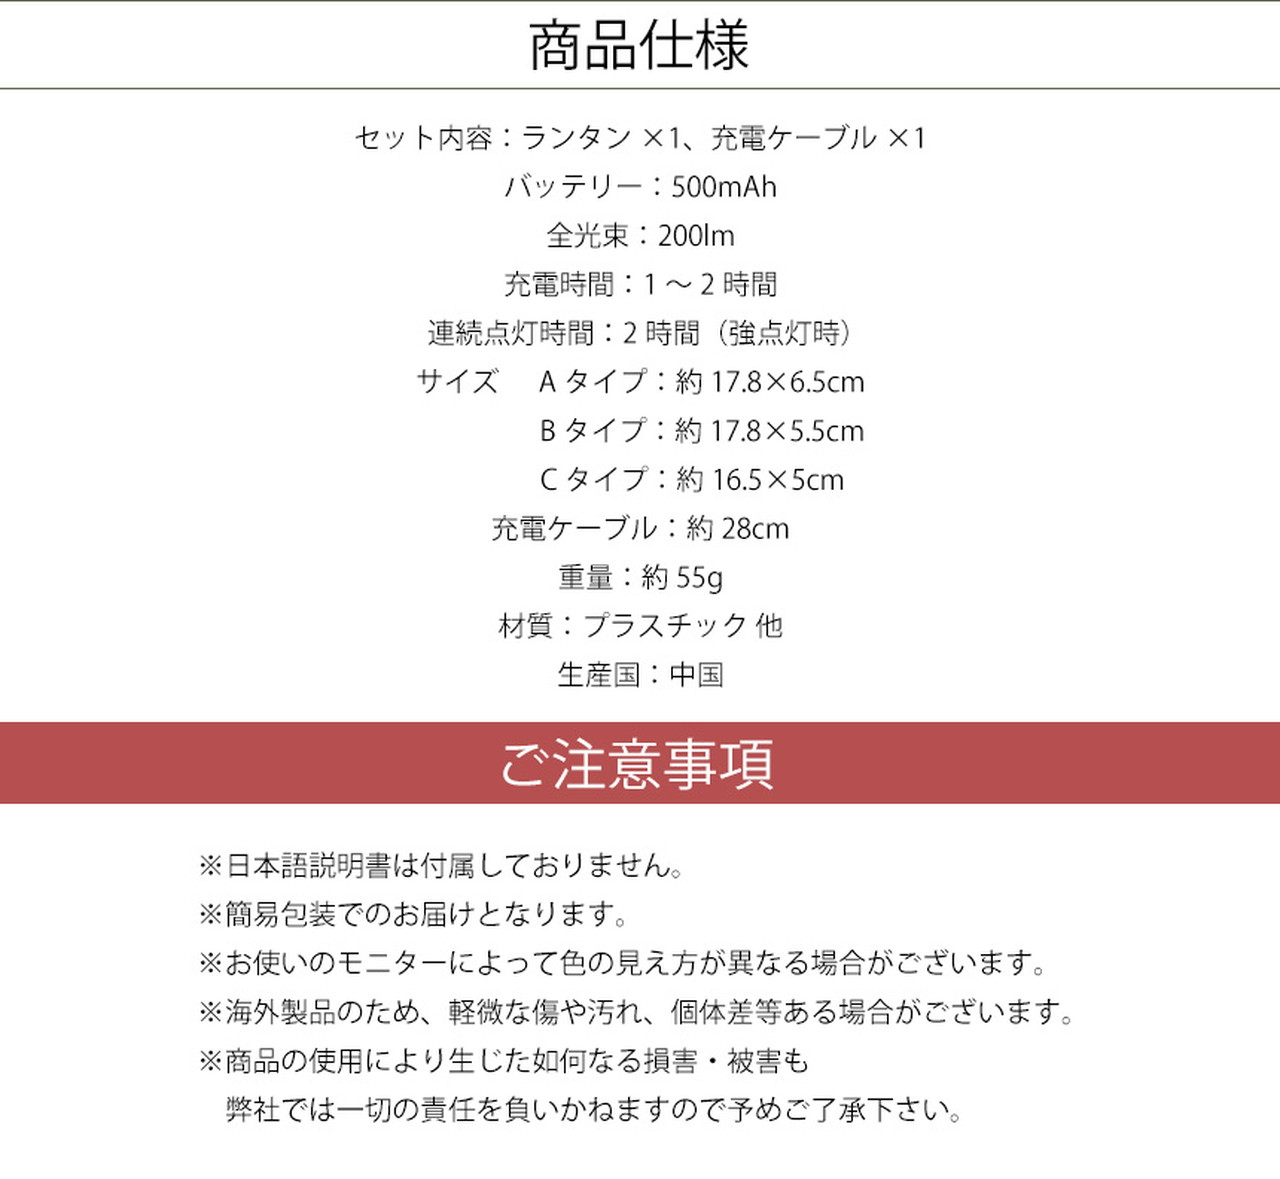 商品仕様
セット内容：ランタン ×1、充電ケーブル ×1
バッテリー：500mAh
全光束：200lm
充電時間：1 ～ 2 時間
連続点灯時間：2 時間（強点灯時）
サイズ　A タイプ：約 17.8×6.5cm
B タイプ：約 17.8×5.5cm
C タイプ：約 16.5×5cm
充電ケーブル：約 28cm
重量：約 55g
材質：プラスチック 他
生産国：中国
ご注意事項
※日本語説明書は付属しておりません。
※簡易包装でのお届けとなります。
※お使いのモニターによって色の見え方が異なる場合がございます。
※海外製品のため、軽微な傷や汚れ、個体差等ある場合がございます。
※商品の使用により生じた如何なる損害・被害も
弊社では一切の責任を負いかねますので予めご了承下さい。